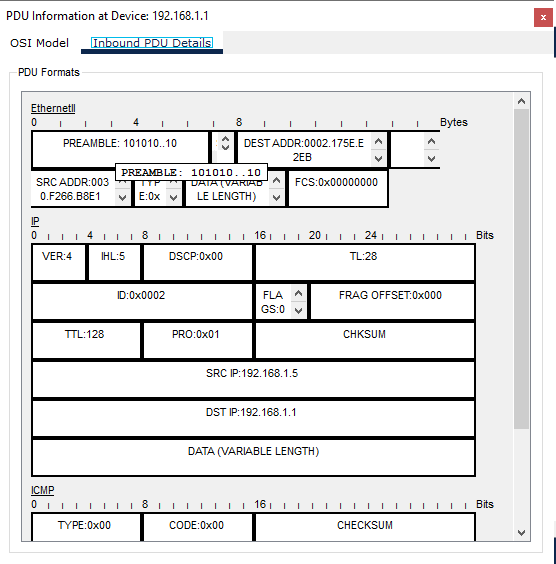 PDU Information at Device: 192.168.1.1
x
OSI Model Inbound PDU Details
PDU Formats
EthernetII
0 4 8 Bytes
PREAMBLE: 101010..10 DEST ADDR:0002.175E.E
2EB
PREAMBLE: 101010..10
SRC ADDR:003 TYP DATA (VARIAB FCS:0x00000000
0.F266.B8E1 E:0x LE LENGTH)
IP
0 4 8 16 20 24 Bits
VER:4 IHL:5 DSCP:0x00 TL:28
ID:0x0002 FLA FRAG OFFSET:0x000
GS:0
TTL:128 PRO:0x01 CHKSUM
SRC IP:192.168.1.5
DST IP:192.168.1.1
DATA (VARIABLE LENGTH)
ICMP
0 8 16 Bits
TYPE:0x00 CODE:0x00 CHECKSUM